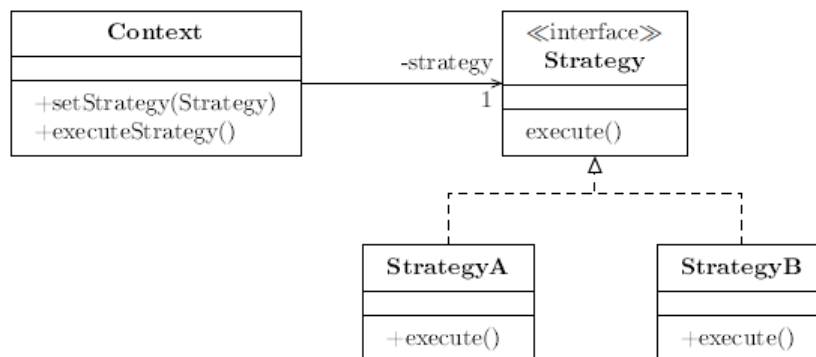 Context
+setStrategy(Strategy)
+executeStrategy()
-strategy
1
≪interface≫
Strategy
execute()
StrategyA
+execute()
StrategyB
+execute()